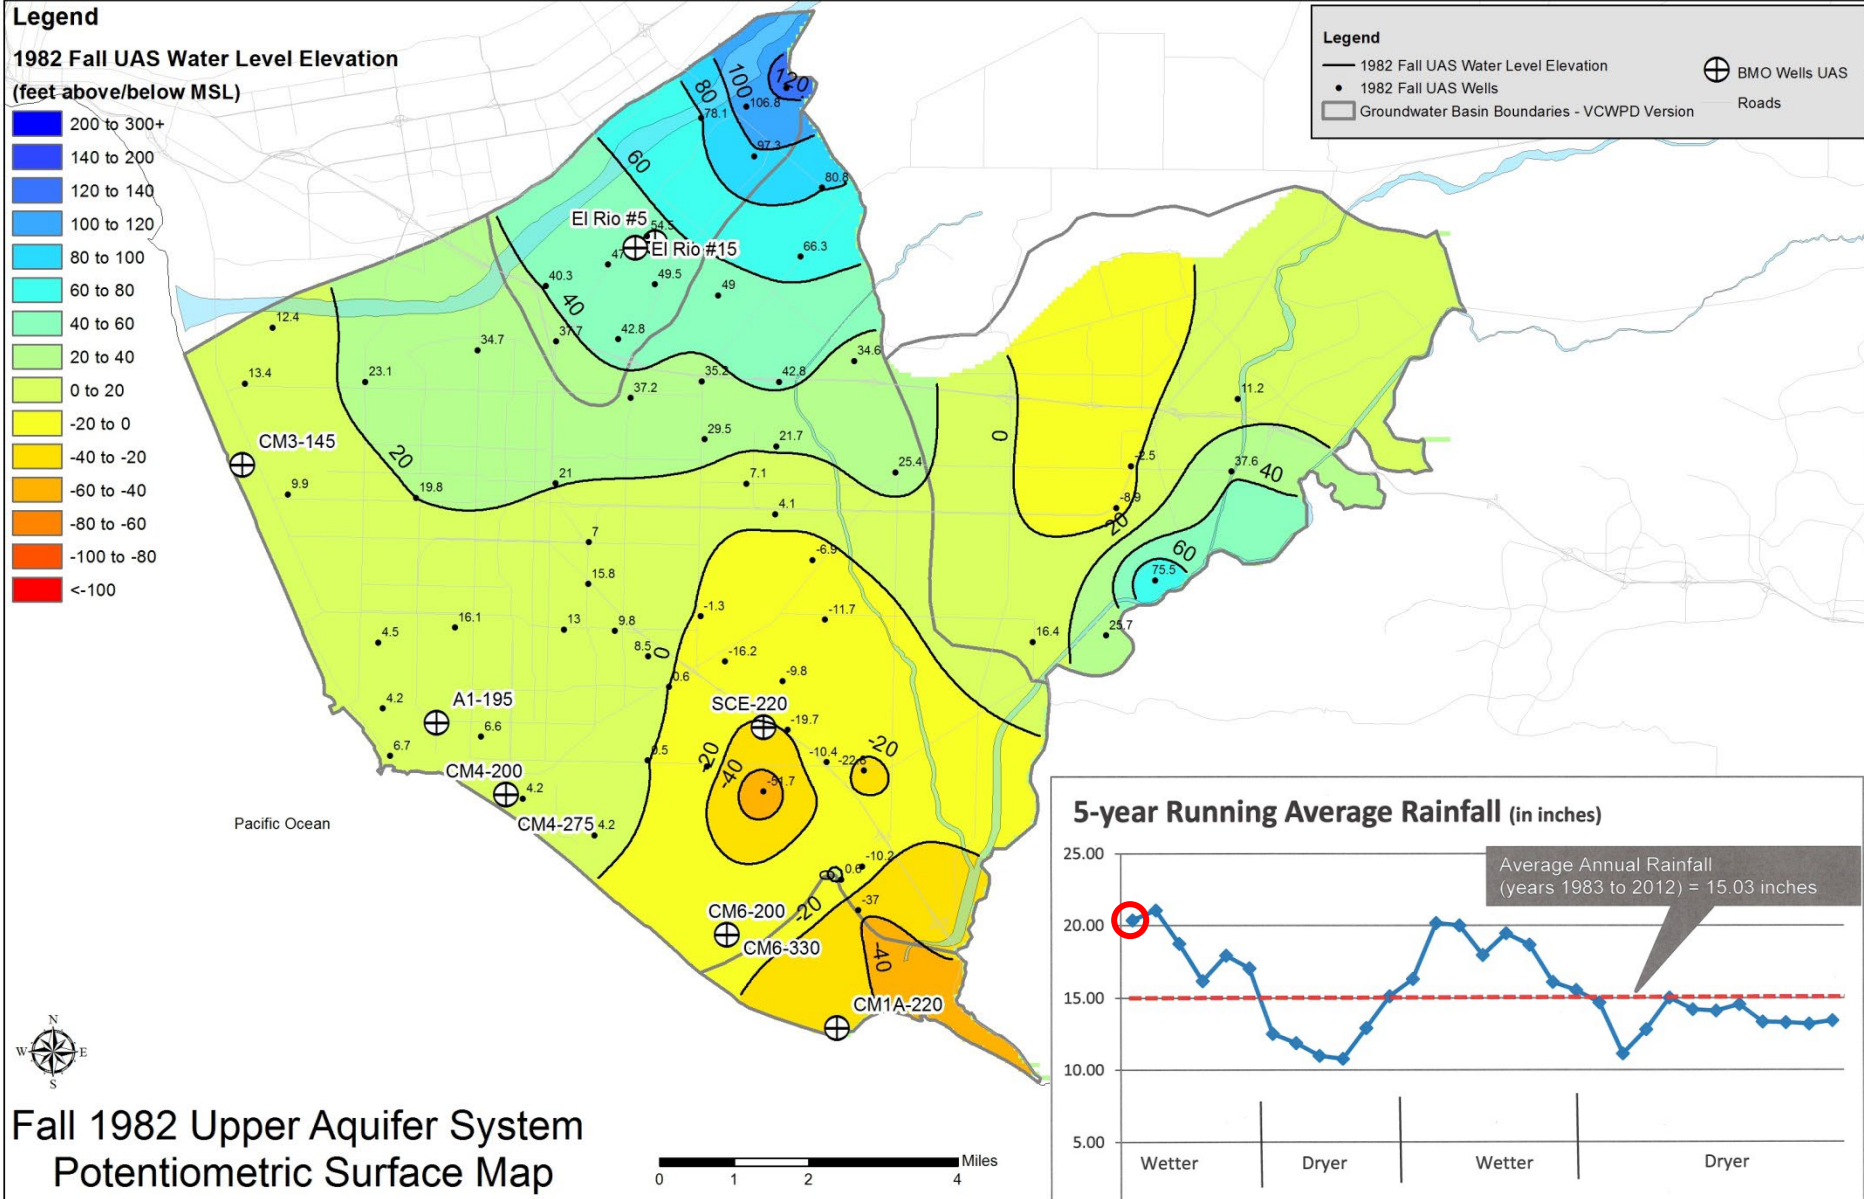 Legend
1982 Fall UAS Water Level Elevation
(feet above/below MSL)
200 to 300+
140 to 200
120 to 140
100 to 120
80 to 100
60 to 80
40 to 60
20 to 40
0 to 20
-20 to 0
-40 to -20
-60 to -40
-80 to -60
-100 to -80
<-100
Legend
1982 Fall UAS Water Level Elevation
1982 Fall UAS Wells
Groundwater Basin Boundaries - VCWPD Version
BMO Wells UAS
Roads
120
100
80
106.8
78.1
97.3
60
80.8
El Rio #5
54.5
El Rio #15
66.3
47
40.3
49.5
49
40
12.4
37.7
42.8
34.7
34.6
13.4
23.1
35.2
42.8
37.2
11.2
CM3-145
29.5
21.7
0
20
25.4
-2.5
37.6
40
9.9
19.8
21
7.1
-8.9
4.1
20
7
-6.9
60
15.8
75.5
-1.3
-11.7
4.5
16.1
13
9.8
25.7
16.4
8.5
0
-16.2
0.6
-9.8
4.2
A1-195
SCE-220
6.6
-19.7
6.7
0.5
-20
-10.4
-20
-22.8
-40
CM4-200
-51.7
4.2
CM4-275
4.2
Pacific Ocean
-10.2
0.6
-37
CM6-200
-20
CM6-330
-40
CM1A-220
N
W
E
S
Fall 1982 Upper Aquifer System
Potentiometric Surface Map
Miles
0
1
2
4
5-year Running Average Rainfall (in inches)
25.00
20.00
15.00
10.00
5.00
Average Annual Rainfall
(years 1983 to 2012) = 15.03 inches
Wetter
Dryer
Wetter
Dryer